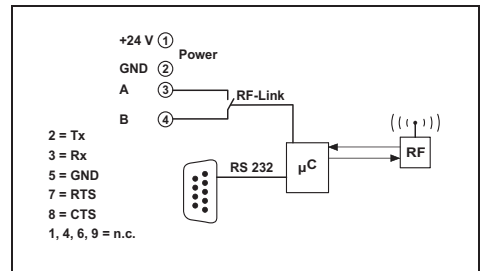 +24 V 1
Power
GND 2
A 3
RF-Link
B 4
2 = Tx
3 = Rx
5 = GND
7 = RTS
8 = CTS
1, 4, 6, 9 = n.c.
RS 232
µC
RF